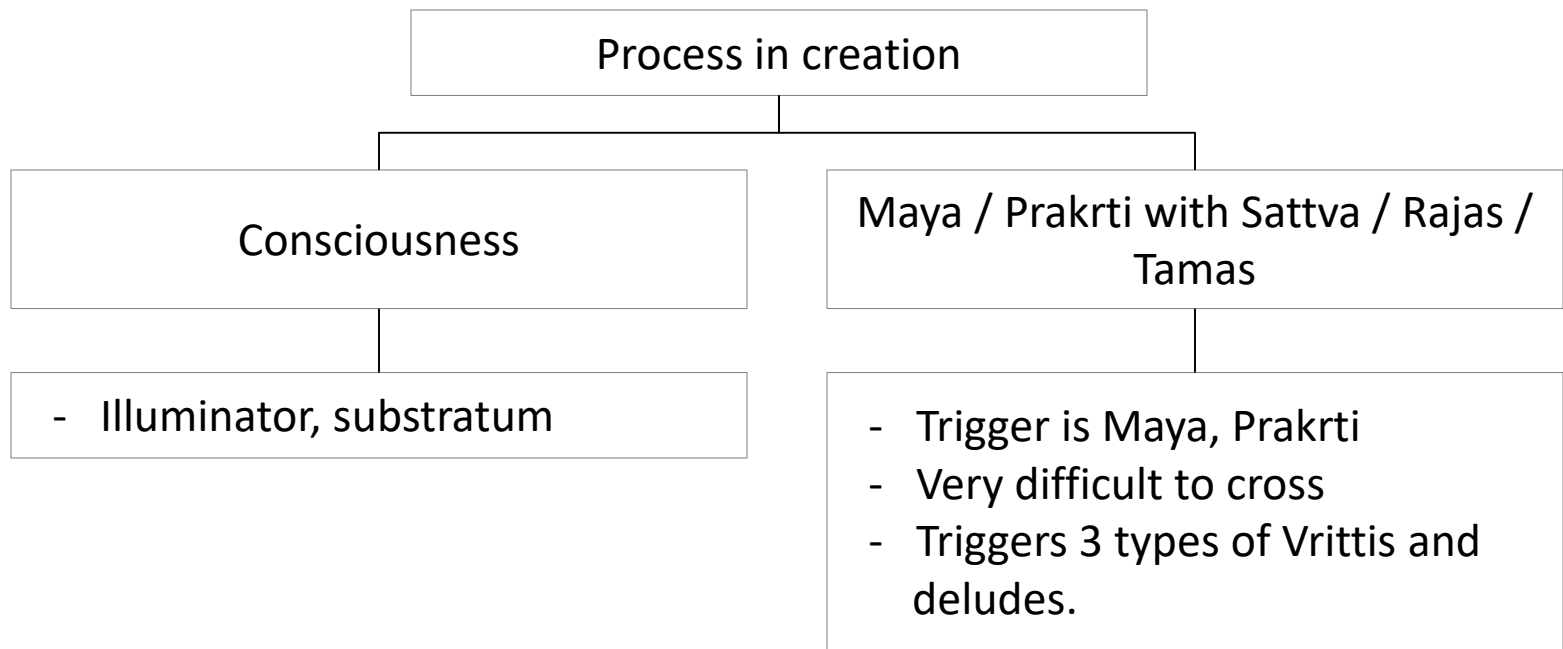 Process in creation
Consciousness
Maya / Prakrti with Sattva / Rajas /
Tamas
- Illuminator, substratum
- Trigger is Maya, Prakrti
- Very difficult to cross
- Triggers 3 types of Vrittis and
deludes.